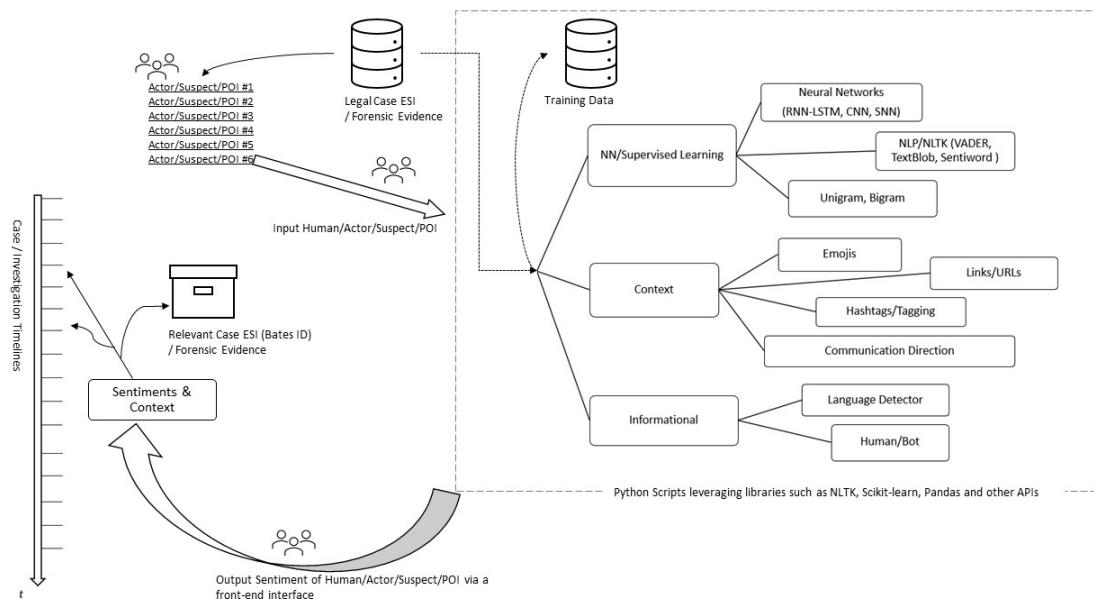 Actor/Suspect/POI #1
Actor/Suspect/POI #2
Actor/Suspect/POI #3
Actor/Suspect/POI #4
Actor/Suspect/POI #5
Actor/Suspect/POI #6
Legal Case ESI
/ Forensic Evidence
Training Data
Input Human/Actor/Suspect/POI
NN/Supervised Learning
Neural Networks
(RNN-LSTM, CNN, SNN)
NLP/NLTK (VADER,
TextBlob, Sentiword )
Unigram, Bigram
Context
Emojis
Links/URLs
Hashtags/Tagging
Communication Direction
Informational
Language Detector
Human/Bot
Python Scripts leveraging libraries such as NLTK, Scikit-learn, Pandas and other APIs
Case / Investigation Timelines
Relevant Case ESI (Bates ID)
/ Forensic Evidence
Sentiments &
Context
Output Sentiment of Human/Actor/Suspect/POI via a
front-end interface
t